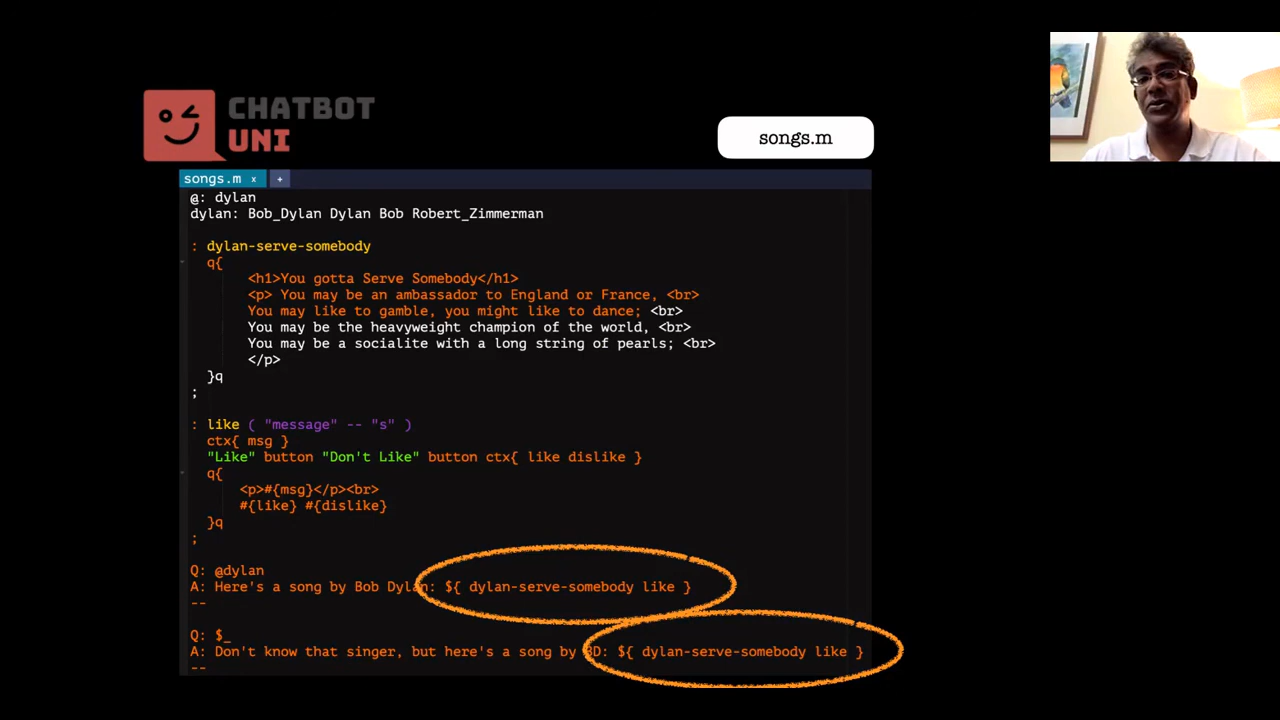 CHATBOT
UNI
songs.m
songs.m x +
@: dylan
dylan: Bob_Dylan Dylan Bob Robert_Zimmerman
: dylan-serve-somebody
q{
<h1>You gotta Serve Somebody</h1>
<p> You may be an ambassador to England or France, <br>
You may like to gamble, you might like to dance; <br>
You may be the heavyweight champion of the world, <br>
You may be a socialite with a long string of pearls; <br>
</p>
}q
;
: like ( "message" -- "s" )
ctx{ msg }
"Like" button "Don't Like" button ctx{ like dislike }
q{
<p>#{msg}</p><br>
#{like} #{dislike}
}q
;
Q: @dylan
A: Here's a song by Bob Dylan: ${ dylan-serve-somebody like }
--
Q: $_
A: Don't know that singer, but here's a song by BD: ${ dylan-serve-somebody like }
--